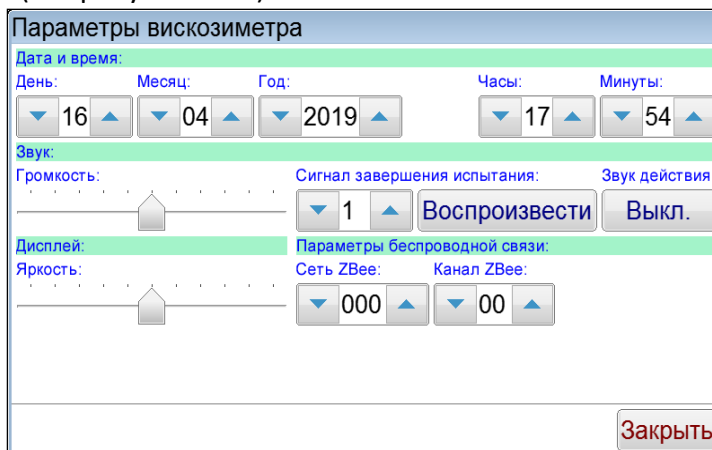 Параметры вискозиметра
Дата и время:
День: Месяц: Год: Часы: Минуты:
16 04 2019 17 54
Звук:
Громкость: Сигнал завершения испытания: Звук действия
1 Воспроизвести Выкл.
Дисплей: Параметры беспроводной связи:
Яркость: Сеть ZBee: Канал ZBee:
000 00
Закрыть